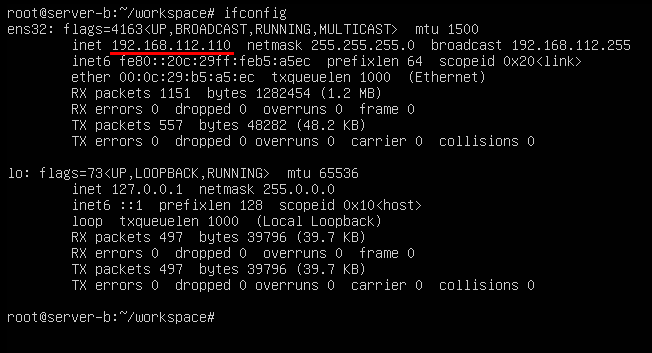 root@server-b:~/workspace# ifconfig
ens32: flags=4163<UP,BROADCAST,RUNNING,MULTICAST>  mtu 1500
        inet 192.168.112.110  netmask 255.255.255.0  broadcast 192.168.112.255
        inet6 fe80::20c:29ff:feb5:a5ec  prefixlen 64  scopeid 0x20<link>
        ether 00:0c:29:b5:a5:ec  txqueuelen 1000  (Ethernet)
        RX packets 1151  bytes 1282454 (1.2 MB)
        RX errors 0  dropped 0  overruns 0  frame 0
        TX packets 557  bytes 48282 (48.2 KB)
        TX errors 0  dropped 0 overruns 0  carrier 0  collisions 0

lo: flags=73<UP,LOOPBACK,RUNNING>  mtu 65536
        inet 127.0.0.1  netmask 255.0.0.0
        inet6 ::1  prefixlen 128  scopeid 0x10<host>
        loop  txqueuelen 1000  (Local Loopback)
        RX packets 497  bytes 39796 (39.7 KB)
        RX errors 0  dropped 0  overruns 0  frame 0
        TX packets 497  bytes 39796 (39.7 KB)
        TX errors 0  dropped 0 overruns 0  carrier 0  collisions 0

root@server-b:~/workspace#